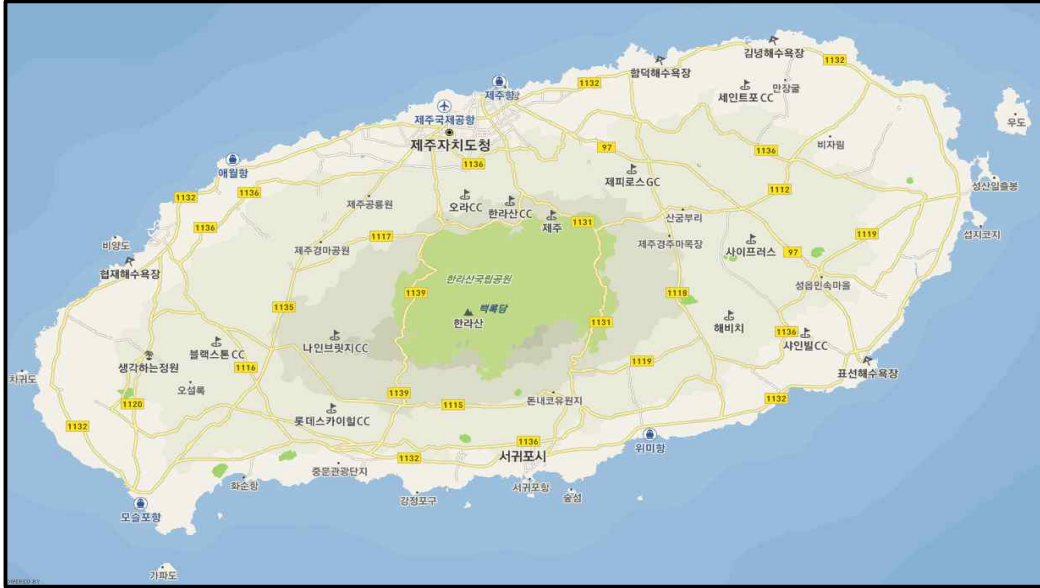 김녕해수욕장
1132
함덕해수욕장
세인트포 CC
만장굴
1132
제주항
1132
우도
제주국제공항
제주자치도청
비자림
1136
97
1136
애월항
1136
1132
제주공룡원
오라CC
한라산CC
제피로스GC
1112
성산일출봉
제주
1131
산굼부리
섭지코지
1136
비양도
제주경마공원
1117
제주경주마목장
사이프러스
1119
97
협재해수욕장
한라산국립공원
백록담
한라산
1139
1118
성읍민속마을
1135
1131
해비치
1136
샤인빌CC
나인브릿지CC
블랙스톤 CC
생각하는정원
1116
1119
표선해수욕장
차귀도
오설록
1139
1120
1115
돈내코유원지
1132
롯데스카이힐CC
1132
1136
서귀포시
위미항
1132
중문관광단지
화순항
강정포구
서귀포항
숲섬
모슬포항
가파도
POWERED BY